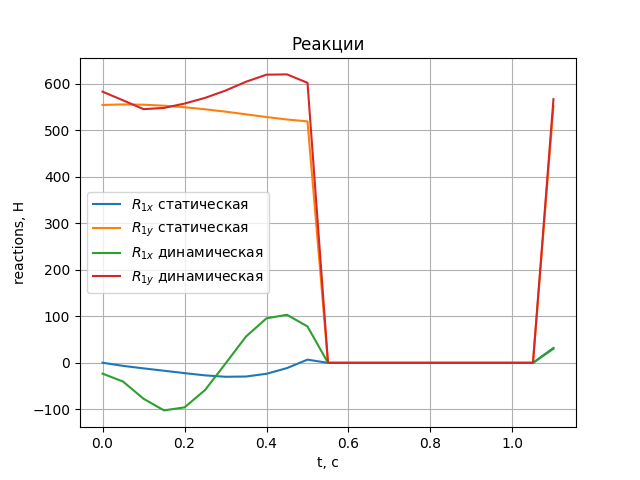 Реакции
reactions, Н
600
500
400
300
200
100
0
−100
R1x статическая
R1y статическая
R1x динамическая
R1y динамическая
0.0 0.2 0.4 0.6 0.8 1.0
t, с